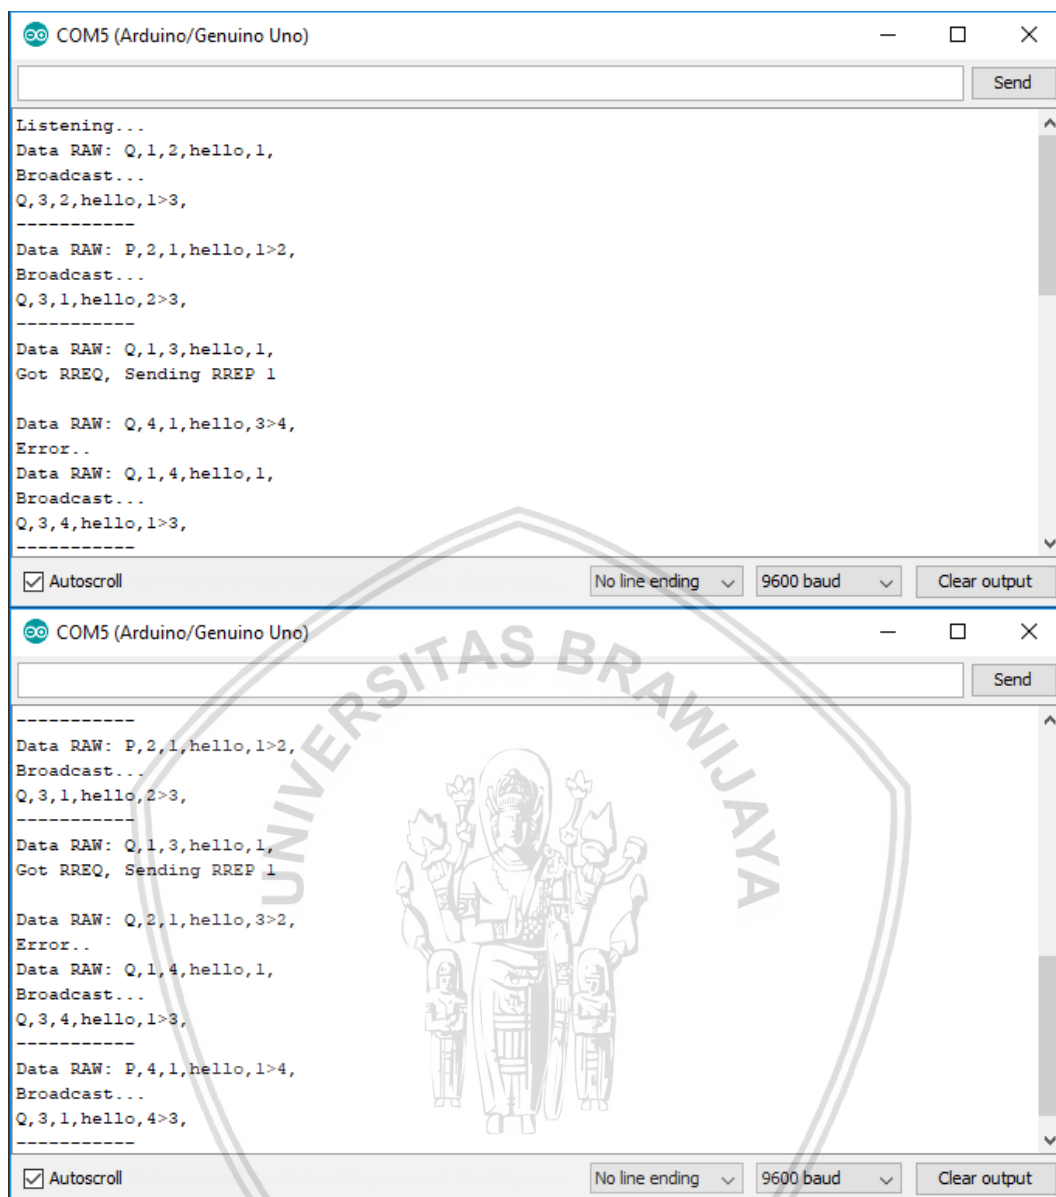 COM5 (Arduino/Genuino Uno)
Send
Listening...
Data RAW: Q,1,2,hello,1,
Broadcast...
Q,3,2,hello,1>3,
-----------
Data RAW: P,2,1,hello,1>2,
Broadcast...
Q,3,1,hello,2>3,
-----------
Data RAW: Q,1,3,hello,1,
Got RREQ, Sending RREP 1
Data RAW: Q,4,1,hello,3>4,
Error..
Data RAW: Q,1,4,hello,1,
Broadcast...
Q,3,4,hello,1>3,
-----------
Autoscroll
No line ending
9600 baud
Clear output
COM5 (Arduino/Genuino Uno)
Send
UNIVERSITAS BRAWIJAYA
-----------
Data RAW: P,2,1,hello,1>2,
Broadcast...
Q,3,1,hello,2>3,
-----------
Data RAW: Q,1,3,hello,1,
Got RREQ, Sending RREP 1
Data RAW: Q,2,1,hello,3>2,
Error..
Data RAW: Q,1,4,hello,1,
Broadcast...
Q,3,4,hello,1>3,
-----------
Data RAW: P,4,1,hello,1>4,
Broadcast...
Q,3,1,hello,4>3,
-----------
Autoscroll
No line ending
9600 baud
Clear output